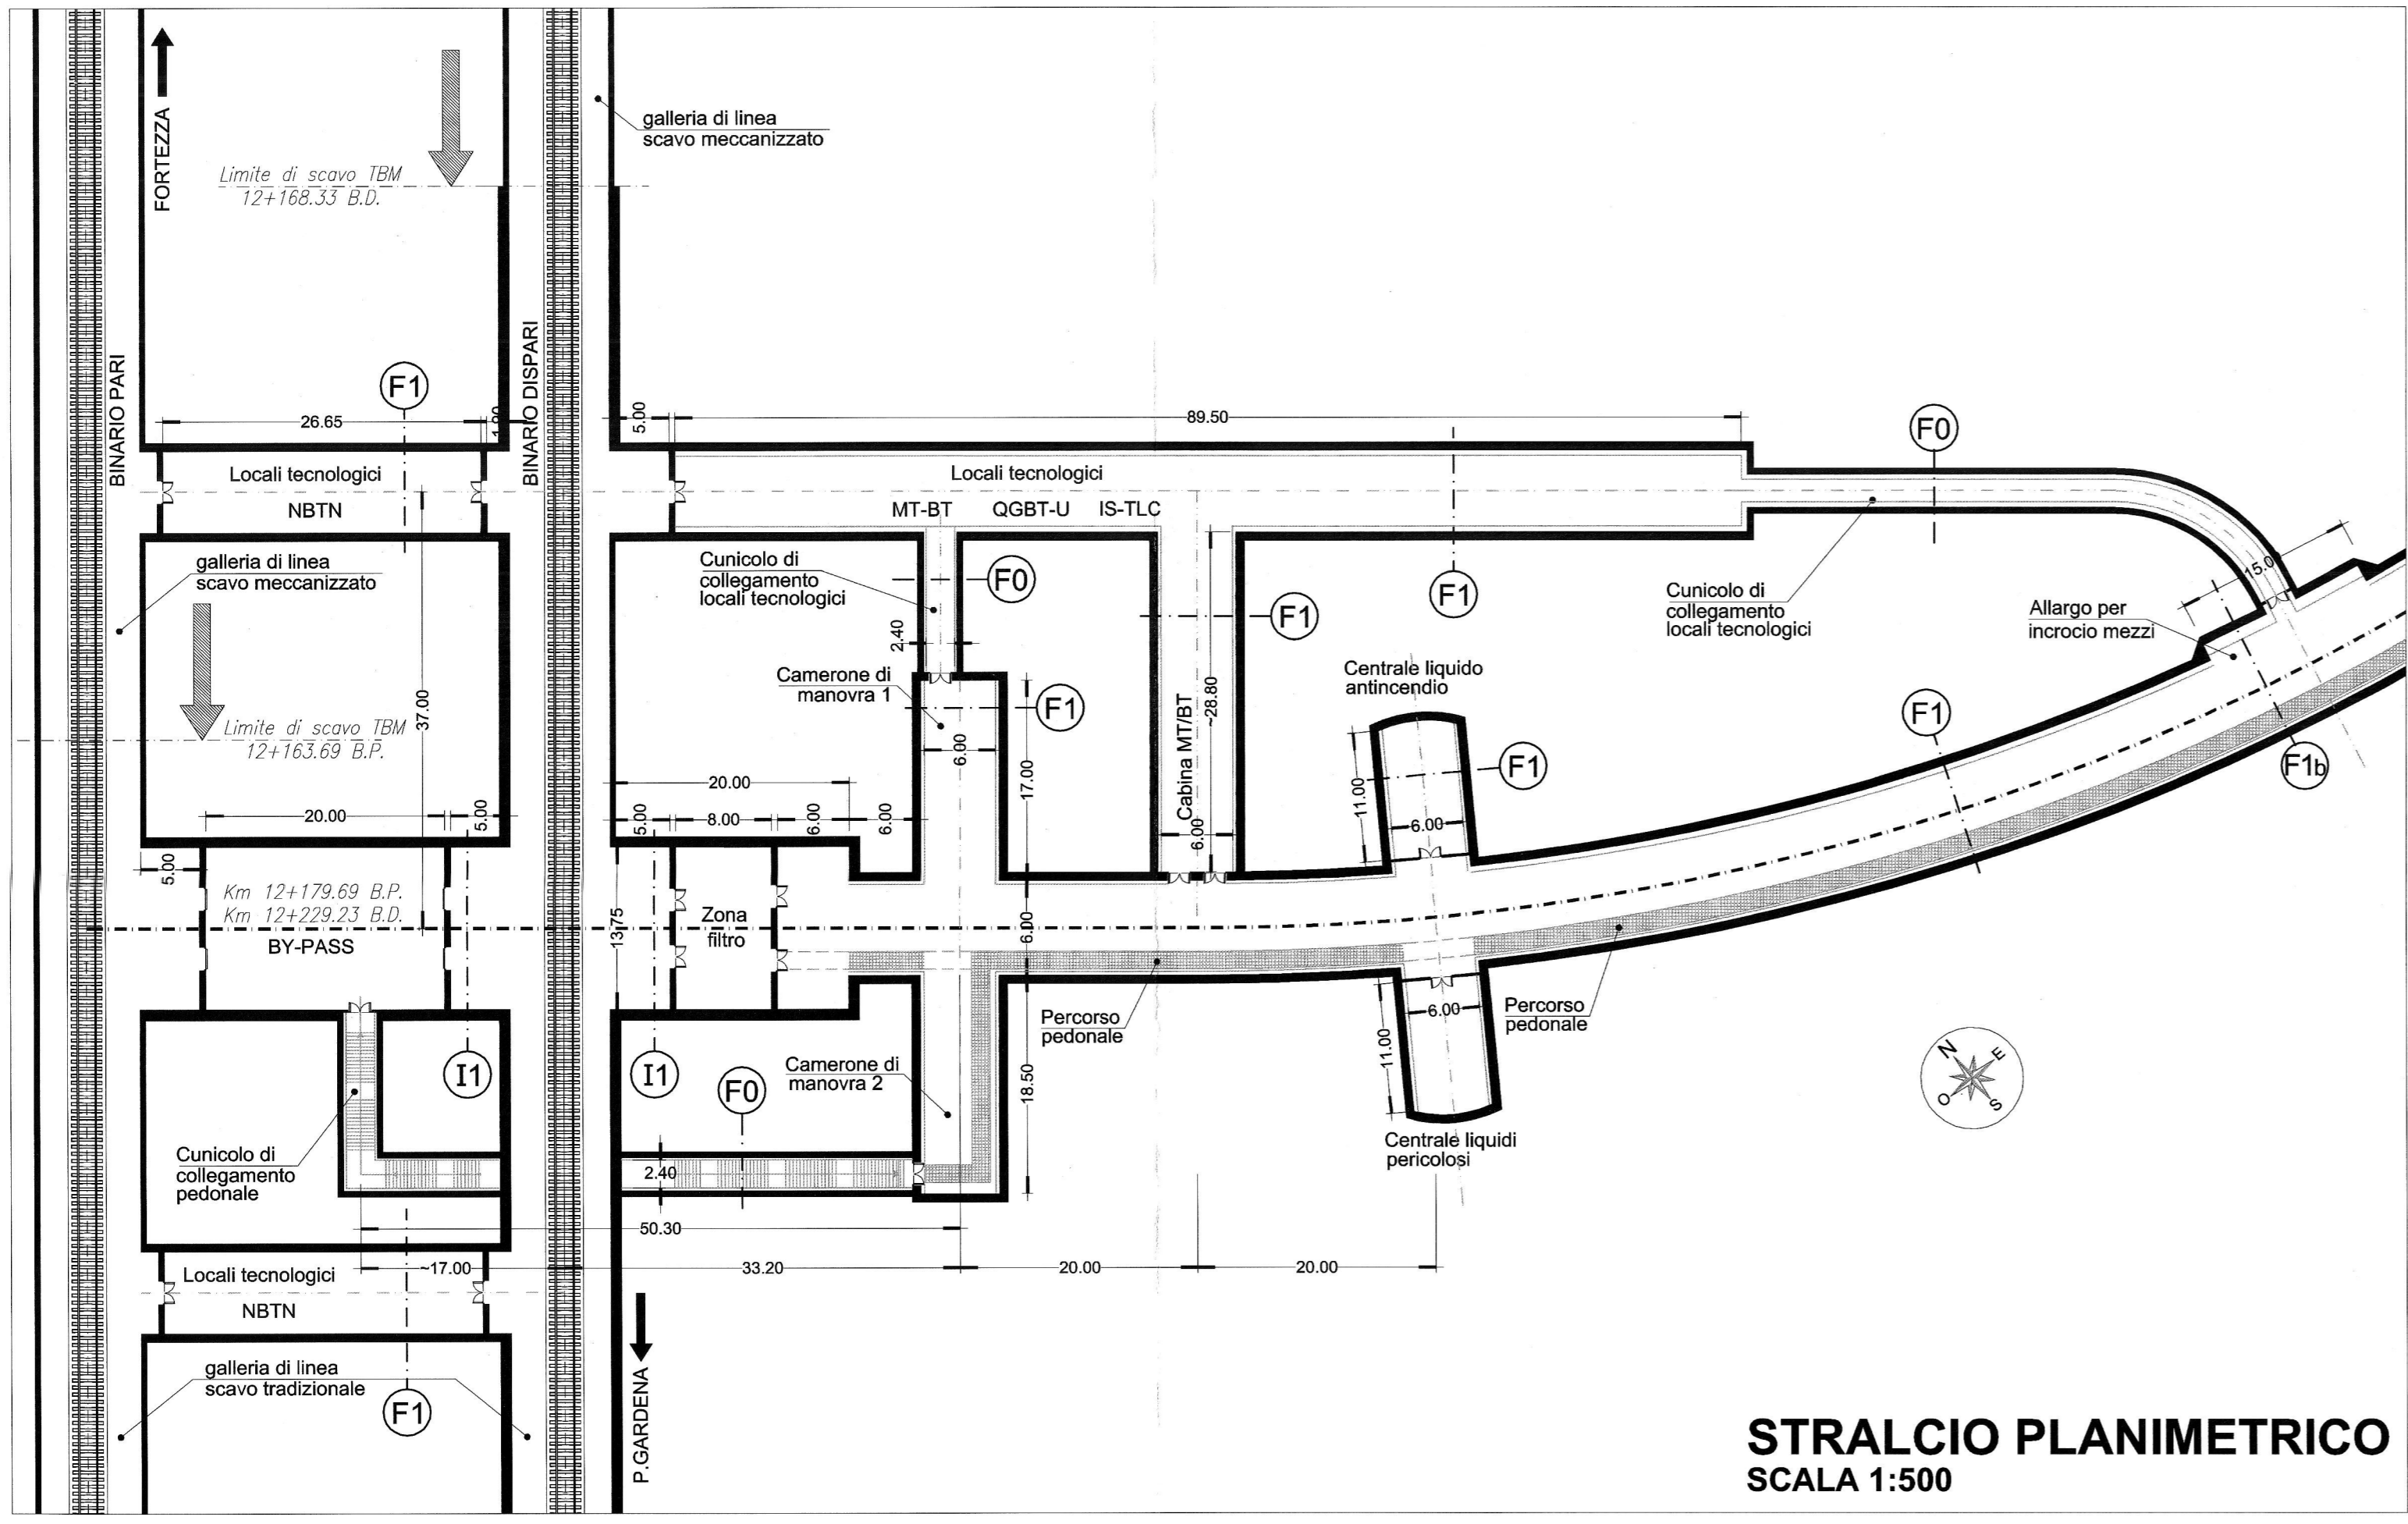 FORTEZZA
galleria di linea
scavo meccanizzato
Limite di scavo TBM
12+168.33 B.D.
BINARIO PARI
BINARIO DISPARI
F1
26.65
5.00
89.50
F0
Locali tecnologici
NBTN
Locali tecnologici
MT-BT
QGBT-U
IS-TLC
galleria di linea
scavo meccanizzato
Cunicolo di
collegamento
locali tecnologici
F0
F1
F1
2.40
Cunicolo di
collegamento
locali tecnologici
Allargo per
incrocio mezzi
Camerone di
manovra 1
F1
Centrale liquido
antincendio
F1
F1
F1b
Limite di scavo TBM
12+163.69 B.P.
37.00
6.00
17.00
Cabina MT/BT
~28.80
6.00
11.00
6.00
20.00
5.00
20.00
5.00
8.00
6.00
6.00
5.00
Km 12+179.69 B.P.
Km 12+229.23 B.D.
BY-PASS
13.75
Zona
filtro
6.00
Percorso
pedonale
6.00
Percorso
pedonale
11.00
I1
I1
F0
Camerone di
manovra 2
18.50
N
E
S
O
Cunicolo di
collegamento
pedonale
2.40
Centrale liquidi
pericolosi
50.30
~17.00
33.20
20.00
20.00
Locali tecnologici
NBTN
galleria di linea
scavo tradizionale
F1
P.GARDENA
STRALCIO PLANIMETRICO
SCALA 1:500